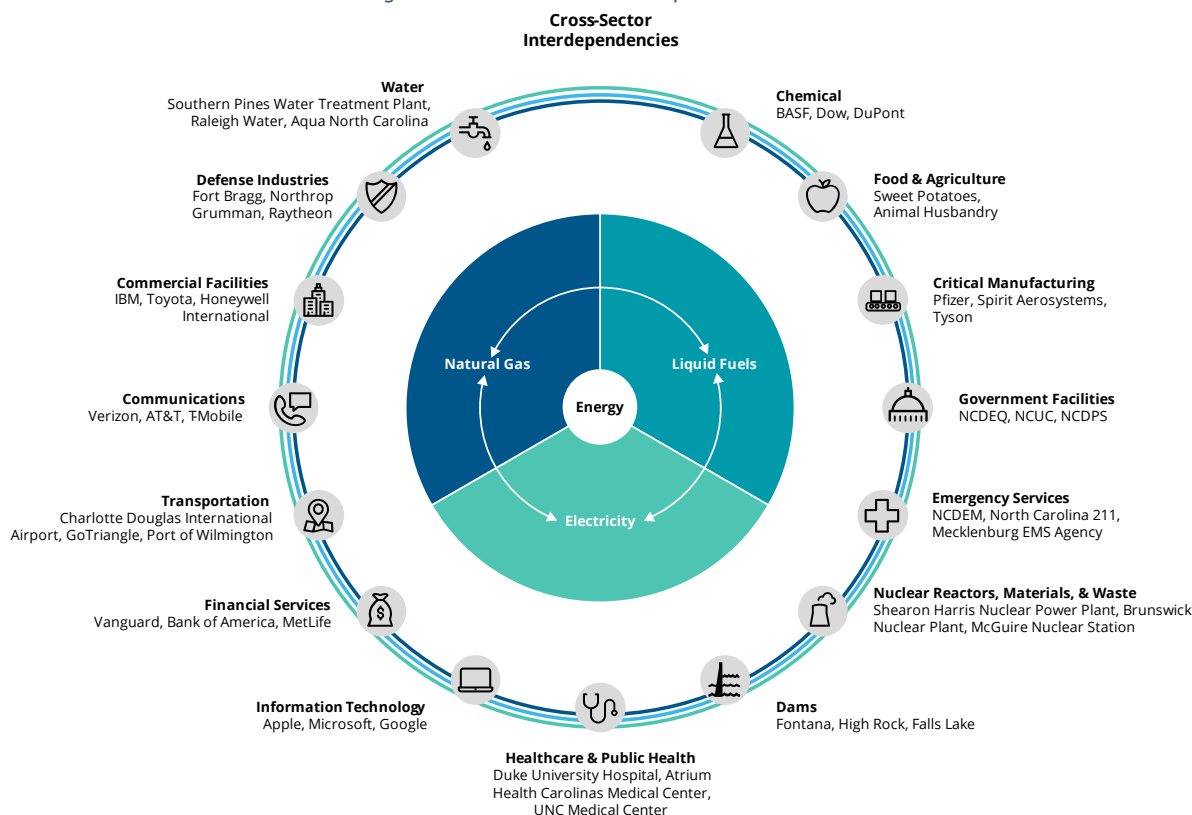 Cross-Sector
Interdependencies
Water
Southern Pines Water Treatment Plant,
Raleigh Water, Aqua North Carolina
Chemical
BASF, Dow, DuPont
Defense Industries
Fort Bragg, Northrop
Grumman, Raytheon
Food & Agriculture
Sweet Potatoes,
Animal Husbandry
Commercial Facilities
IBM, Toyota, Honeywell
International
Critical Manufacturing
Pfizer, Spirit Aerosystems,
Tyson
Natural Gas
Liquid Fuels
Energy
Electricity
Communications
Verizon, AT&T, T-Mobile
Government Facilities
NCDEQ, NCUC, NCDPS
Transportation
Charlotte Douglas International
Airport, GoTriangle, Port of Wilmington
Emergency Services
NCDEM, North Carolina 211,
Mecklenburg EMS Agency
Financial Services
Vanguard, Bank of America, MetLife
Nuclear Reactors, Materials, & Waste
Shearon Harris Nuclear Power Plant, Brunswick
Nuclear Plant, McGuire Nuclear Station
$
Information Technology
Apple, Microsoft, Google
Dams
Fontana, High Rock, Falls Lake
Healthcare & Public Health
Duke University Hospital, Atrium
Health Carolinas Medical Center,
UNC Medical Center